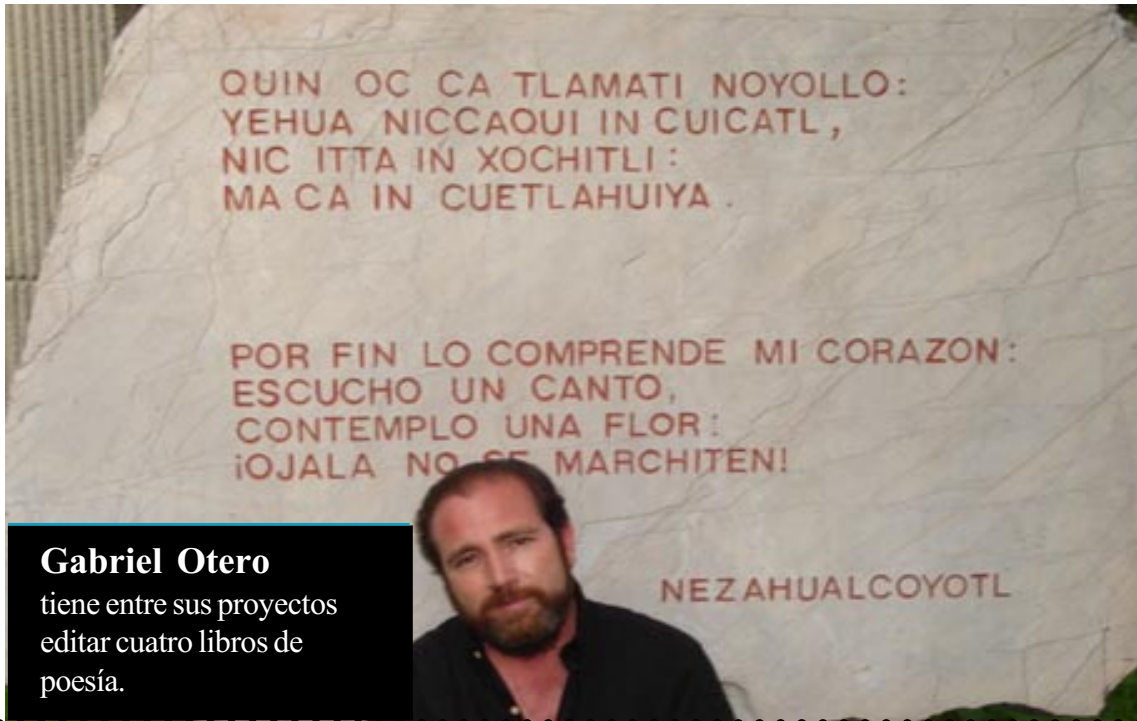 QUIN OC CA TLAMATI NOYOLLO:
YEHUA NICCAQUI IN CUICATL,
NIC ITTA IN XOCHITLI:
MA CA IN CUETLAHUIYA.
POR FIN LO COMPRENDE MI CORAZON:
ESCUCHO UN CANTO,
CONTEMPLO UNA FLOR:
¡OJALA NO SE MARCHITEN!
NEZAHUALCOYOTL
Gabriel Otero
tiene entre sus proyectos
editar cuatro libros de
poesía.